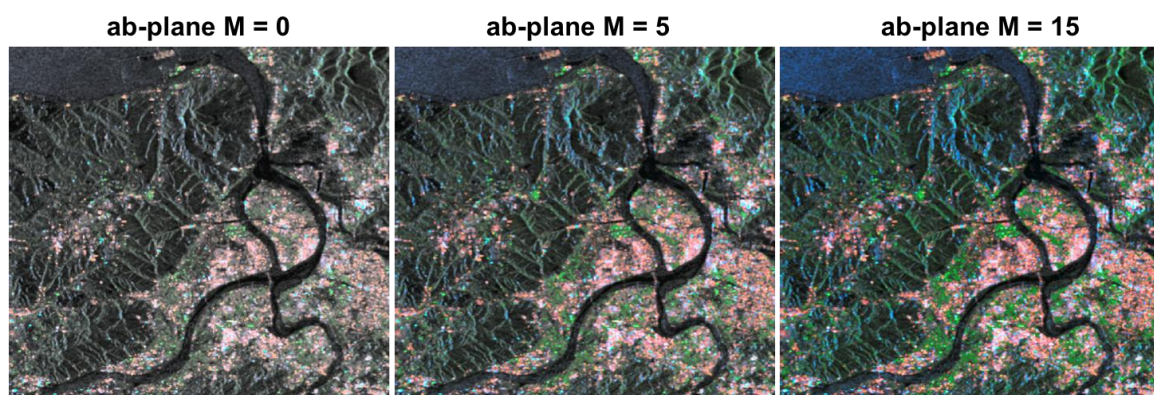 ab-plane M = 0
ab-plane M = 5
ab-plane M = 15